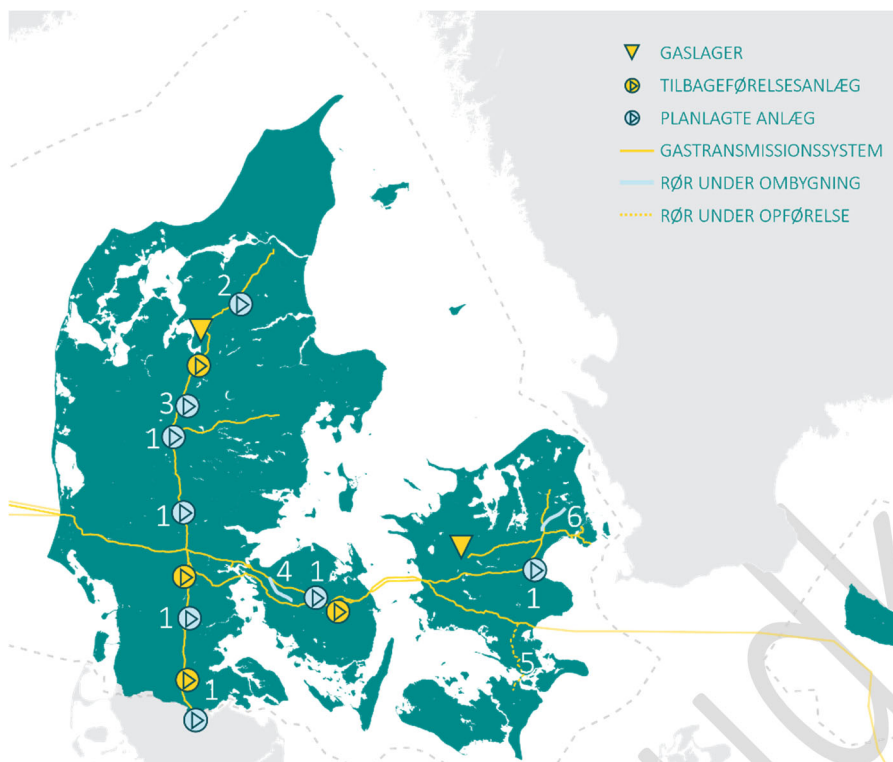 GASLAGER
TILBAGEFØRELSESANLÆG
PLANLAGTE ANLÆG
GASTRANSMISSIONSSYSTEM
RØR UNDER OMBYGNING
RØR UNDER OPFØRELSE
2
3
1
1
6
4 1
1
1
5
1